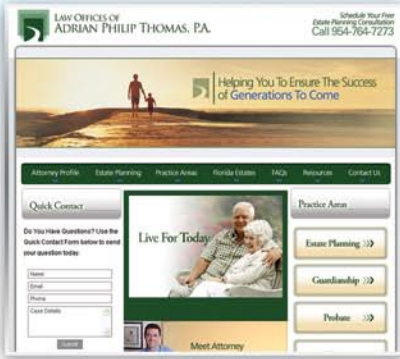 LAW OFFICES OF
ADRIAN PHILIP THOMAS, P.A.
Schedule Your Free
Estate Planning Consultation
Call 954-764-7273
Helping You To Ensure The Success
of Generations To Come
Attorney Profile Estate Planning Practice Areas Florida Estates FAQs Resources Contact Us
Quick Contact
Do You Have Questions? Use the
Quick Contact Form below to send
your question today.
Name
Email
Phone
Case Details
Submit
Live For Today
Meet Attorney
Practice Areas
Estate Planning »»
Guardianship »»
Probate »»